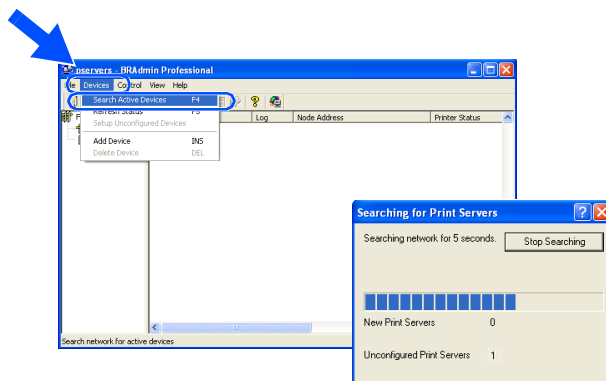 pservers - BRAdmin Professional
Devices Control View Help
Search Active Devices F4
Refresh Status F5
Setup Unconfigured Devices
Add Device INS
Delete Device DEL
Log Node Address Printer Status
Search network for active devices
Searching for Print Servers
Searching network for 5 seconds. Stop Searching
New Print Servers 0
Unconfigured Print Servers 1